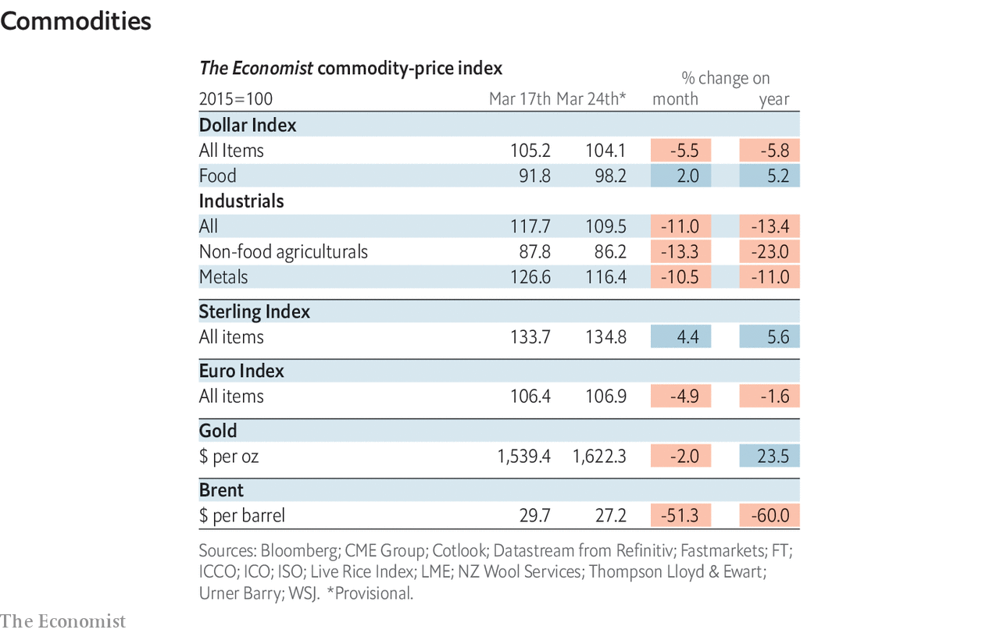 Commodities
The Economist commodity-price index
% change on
2015=100 Mar 17th Mar 24th* month year
Dollar Index
All Items 105.2 104.1 -5.5 -5.8
Food 91.8 98.2 2.0 5.2
Industrials
All 117.7 109.5 -11.0 -13.4
Non-food agriculturals 87.8 86.2 -13.3 -23.0
Metals 126.6 116.4 -10.5 -11.0
Sterling Index
All items 133.7 134.8 4.4 5.6
Euro Index
All items 106.4 106.9 -4.9 -1.6
Gold
$ per oz 1,539.4 1,622.3 -2.0 23.5
Brent
$ per barrel 29.7 27.2 -51.3 -60.0
Sources: Bloomberg; CME Group; Cotlook; Datastream from Refinitiv; Fastmarkets; FT;
ICCO; ICO; ISO; Live Rice Index; LME; NZ Wool Services; Thompson Lloyd & Ewart;
Urner Barry; WSJ. *Provisional.
The Economist